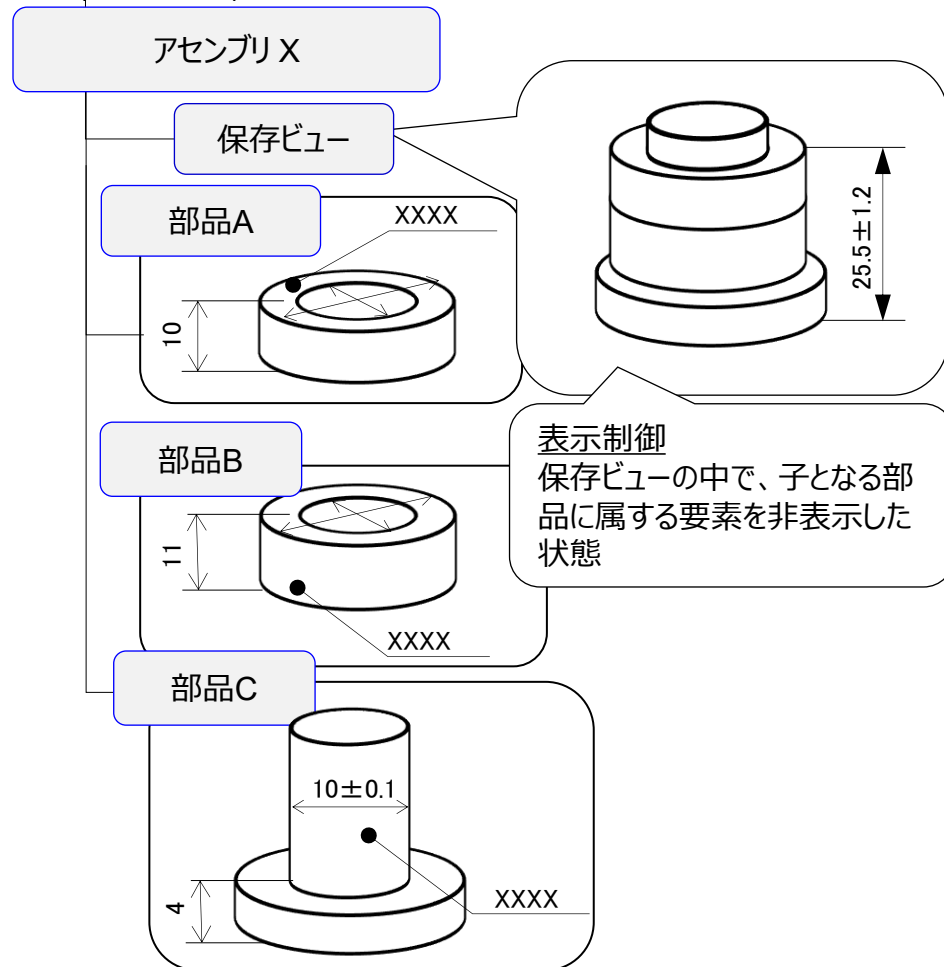 アセンブリ X
保存ビュー
25.5±1.2
部品A
XXXX
10
表示制御
保存ビューの中で、子となる部
品に属する要素を非表示した
状態
部品B
11
XXXX
部品C
10±0.1
4
XXXX